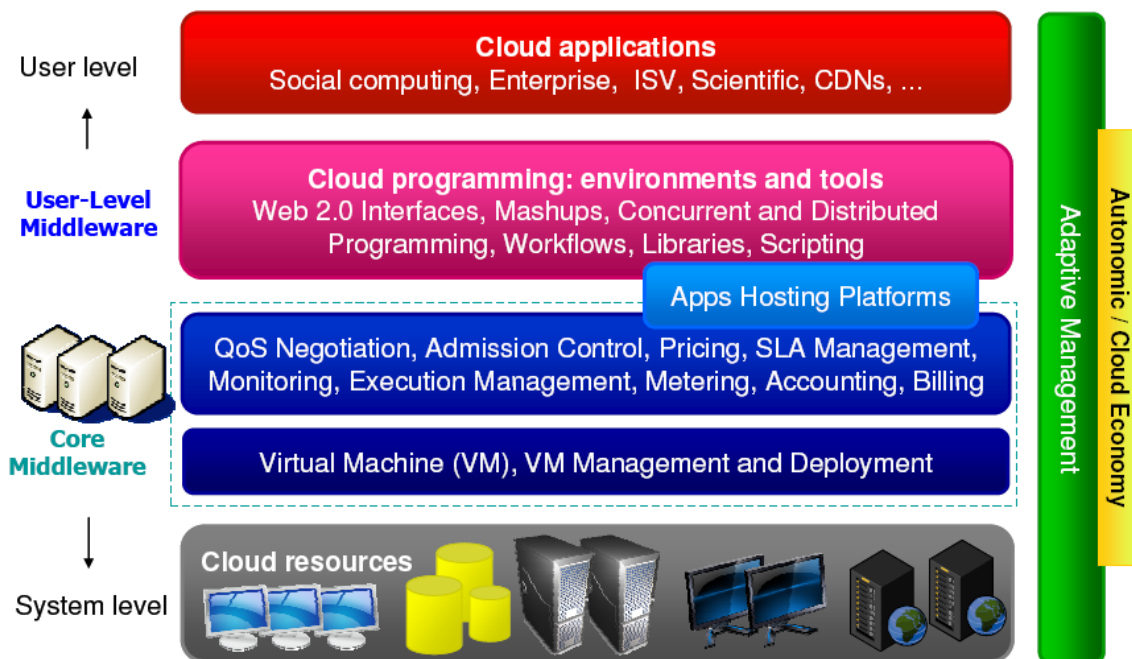 Cloud applications
Social computing, Enterprise, ISV, Scientific, CDNs, ...
User level
Cloud programming: environments and tools
Web 2.0 Interfaces, Mashups, Concurrent and Distributed
Programming, Workflows, Libraries, Scripting
User-Level
Middleware
Apps Hosting Platforms
QoS Negotiation, Admission Control, Pricing, SLA Management,
Monitoring, Execution Management, Metering, Accounting, Billing
Virtual Machine (VM), VM Management and Deployment
Core
Middleware
Cloud resources
System level
Adaptive Management
Autonomic / Cloud Economy